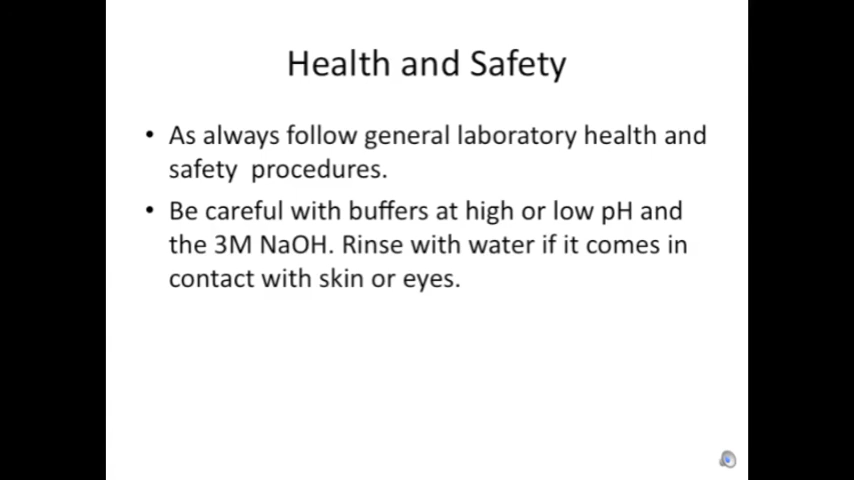 Health and Safety
• As always follow general laboratory health and
safety  procedures.
• Be careful with buffers at high or low pH and
the 3M NaOH. Rinse with water if it comes in
contact with skin or eyes.